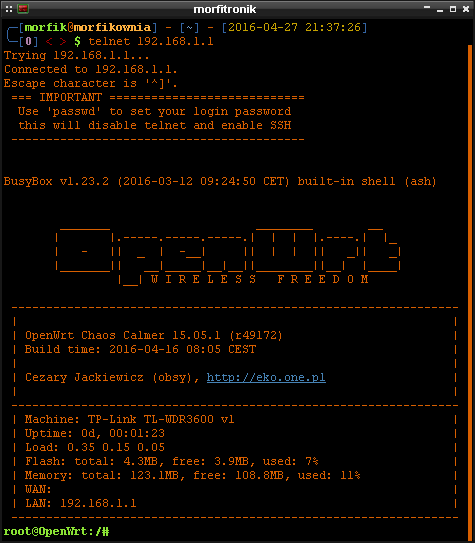 morfitronik
[morfik@morfikownia] - [~] - [2016-04-27 21:37:26]
[0] < > $ telnet 192.168.1.1
Trying 192.168.1.1...
Connected to 192.168.1.1.
Escape character is '^]'.
=== IMPORTANT ============================
Use 'passwd' to set your login password
this will disable telnet and enable SSH
------------------------------------------
BusyBox v1.23.2 (2016-03-12 09:24:50 CET) built-in shell (ash)
OpenWrt
W I R E L E S S   F R E E D O M
OpenWrt Chaos Calmer 15.05.1 (r49172)
Build time: 2016-04-16 08:05 CEST
Cezary Jackiewicz (obsy), http://eko.one.pl
Machine: TP-Link TL-WDR3600 v1
Uptime: 0d, 00:01:23
Load: 0.35 0.15 0.05
Flash: total: 4.3MB, free: 3.9MB, used: 7%
Memory: total: 123.1MB, free: 108.8MB, used: 11%
WAN:
LAN: 192.168.1.1
root@OpenWrt:/#